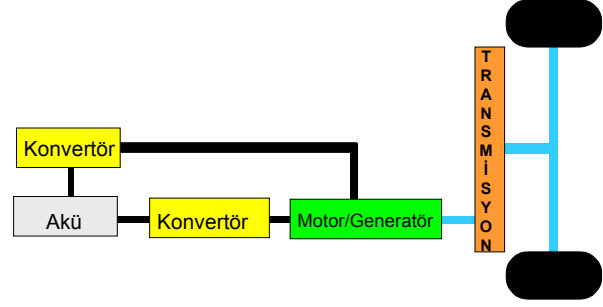 TRANSMİSYON
Konvertör
Akü
Konvertör
Motor/Generatör